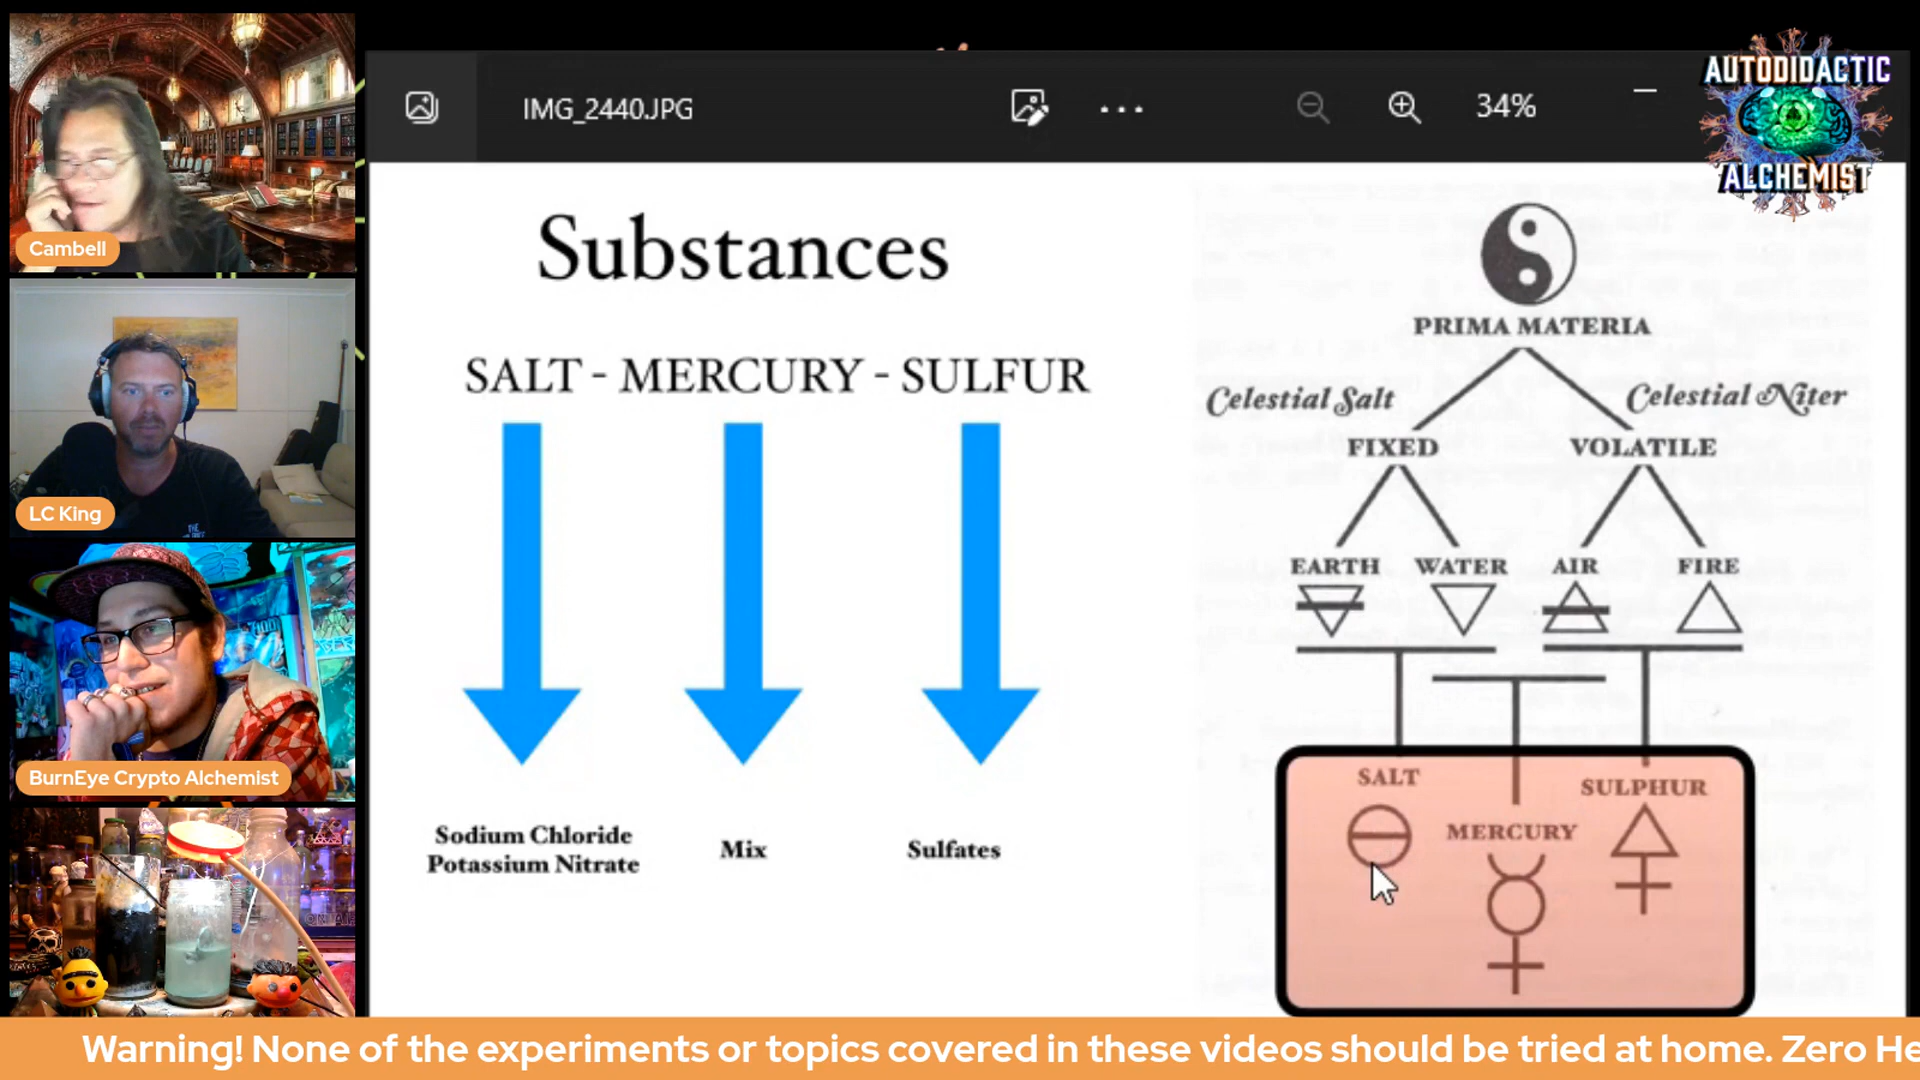 IMG_2440.JPG
34%
AUTODIDACTIC
ALCHEMIST
Cambell
LC King
BurnEye Crypto Alchemist
Substances
SALT - MERCURY - SULFUR
Sodium Chloride
Potassium Nitrate
Mix
Sulfates
PRIMA MATERIA
Celestial Salt
Celestial Niter
FIXED
VOLATILE
EARTH
WATER
AIR
FIRE
SALT
MERCURY
SULPHUR
Warning! None of the experiments or topics covered in these videos should be tried at home. Zero He